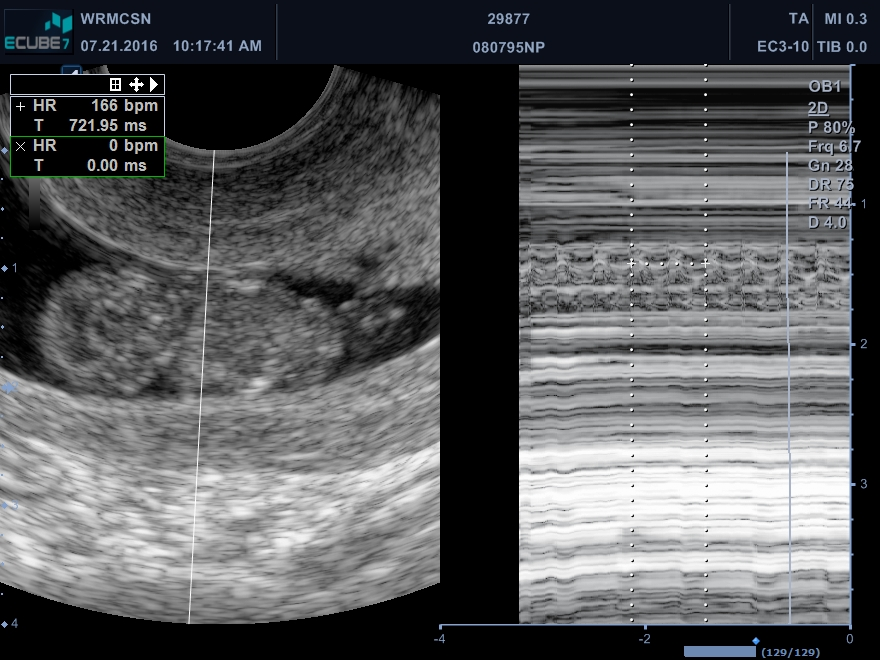 ECUBE7
WRMCSN
07.21.2016 10:17:41 AM
29877
080795NP
TA MI 0.3
EC3-10 TIB 0.0
+ HR 166 bpm
T 721.95 ms
× HR 0 bpm
T 0.00 ms
OB1
2D
P 80%
Frq 6.7
Gn 28
DR 75
FR 44
D 4.0
1
4
1
2
3
-4 -2 0
(129/129)